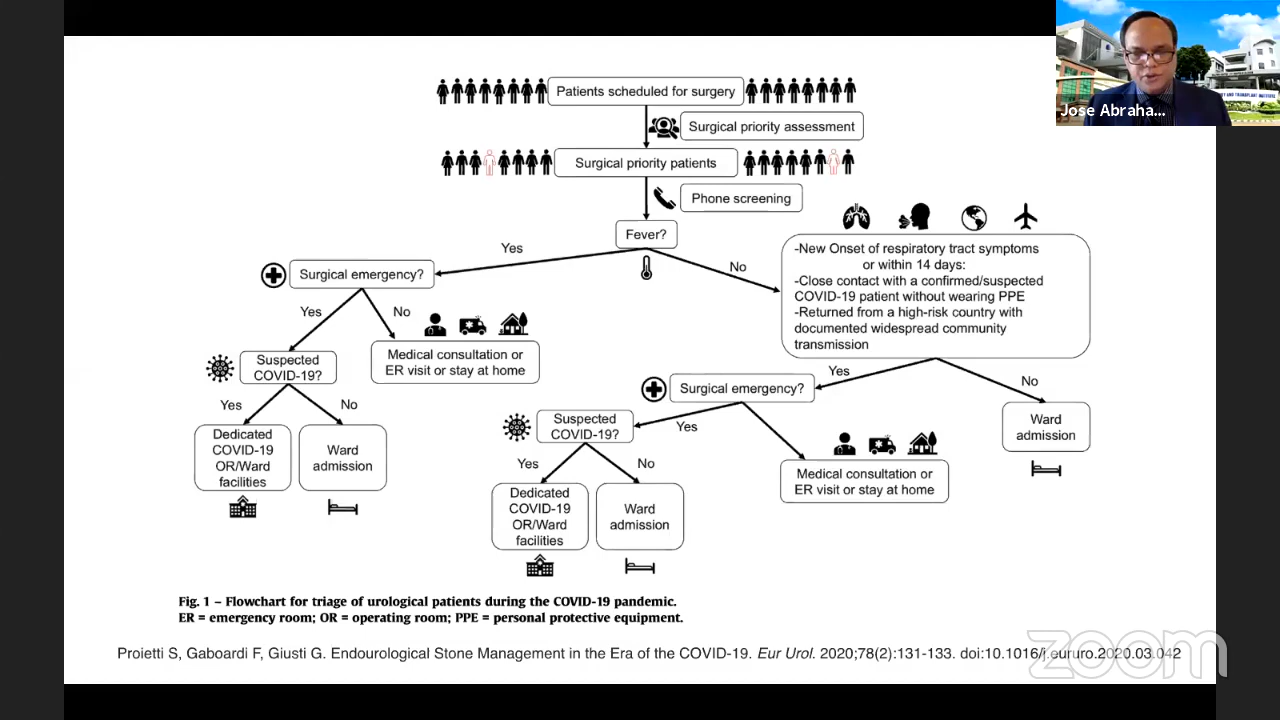 Patients scheduled for surgery
Surgical priority assessment
Surgical priority patients
Phone screening
Fever?
Yes
No
Surgical emergency?
-New Onset of respiratory tract symptoms
or within 14 days:
-Close contact with a confirmed/suspected
COVID-19 patient without wearing PPE
-Returned from a high-risk country with
documented widespread community
transmission
Yes
No
Suspected
COVID-19?
Medical consultation or
ER visit or stay at home
Yes
No
Dedicated
COVID-19
OR/Ward
facilities
Ward
admission
Yes
No
Surgical emergency?
Ward
admission
Yes
Suspected
COVID-19?
Medical consultation or
ER visit or stay at home
Yes
No
Dedicated
COVID-19
OR/Ward
facilities
Ward
admission
Fig. 1 – Flowchart for triage of urological patients during the COVID-19 pandemic.
ER = emergency room; OR = operating room; PPE = personal protective equipment.
Proietti S, Gaboardi F, Giusti G. Endourological Stone Management in the Era of the COVID-19. Eur Urol. 2020;78(2):131-133. doi:10.1016/j.eururo.2020.03.042
zoom
Jose Abraha...
TRANSPLANT INSTITUTE